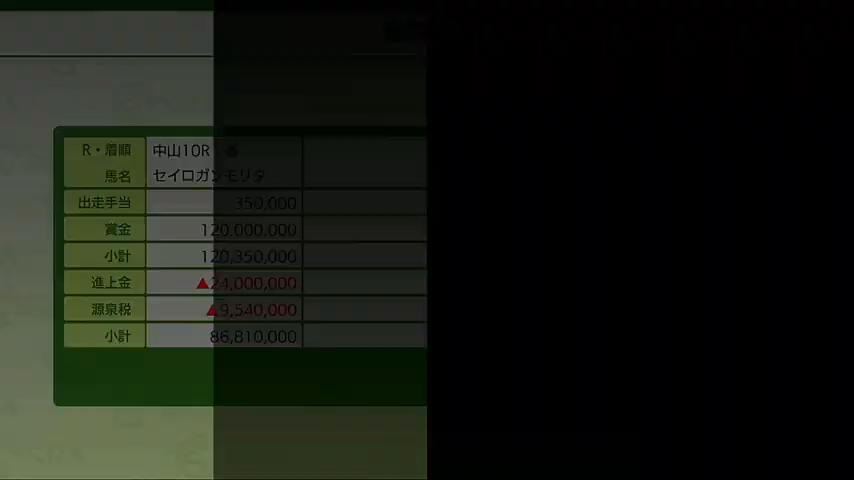 R・着順 中山10R
馬名 セイロガンモリタ
出走手当 350,000
賞金 120,000,000
小計 120,350,000
進上金 ▲24,000,000
源泉税 ▲9,540,000
小計 86,810,000